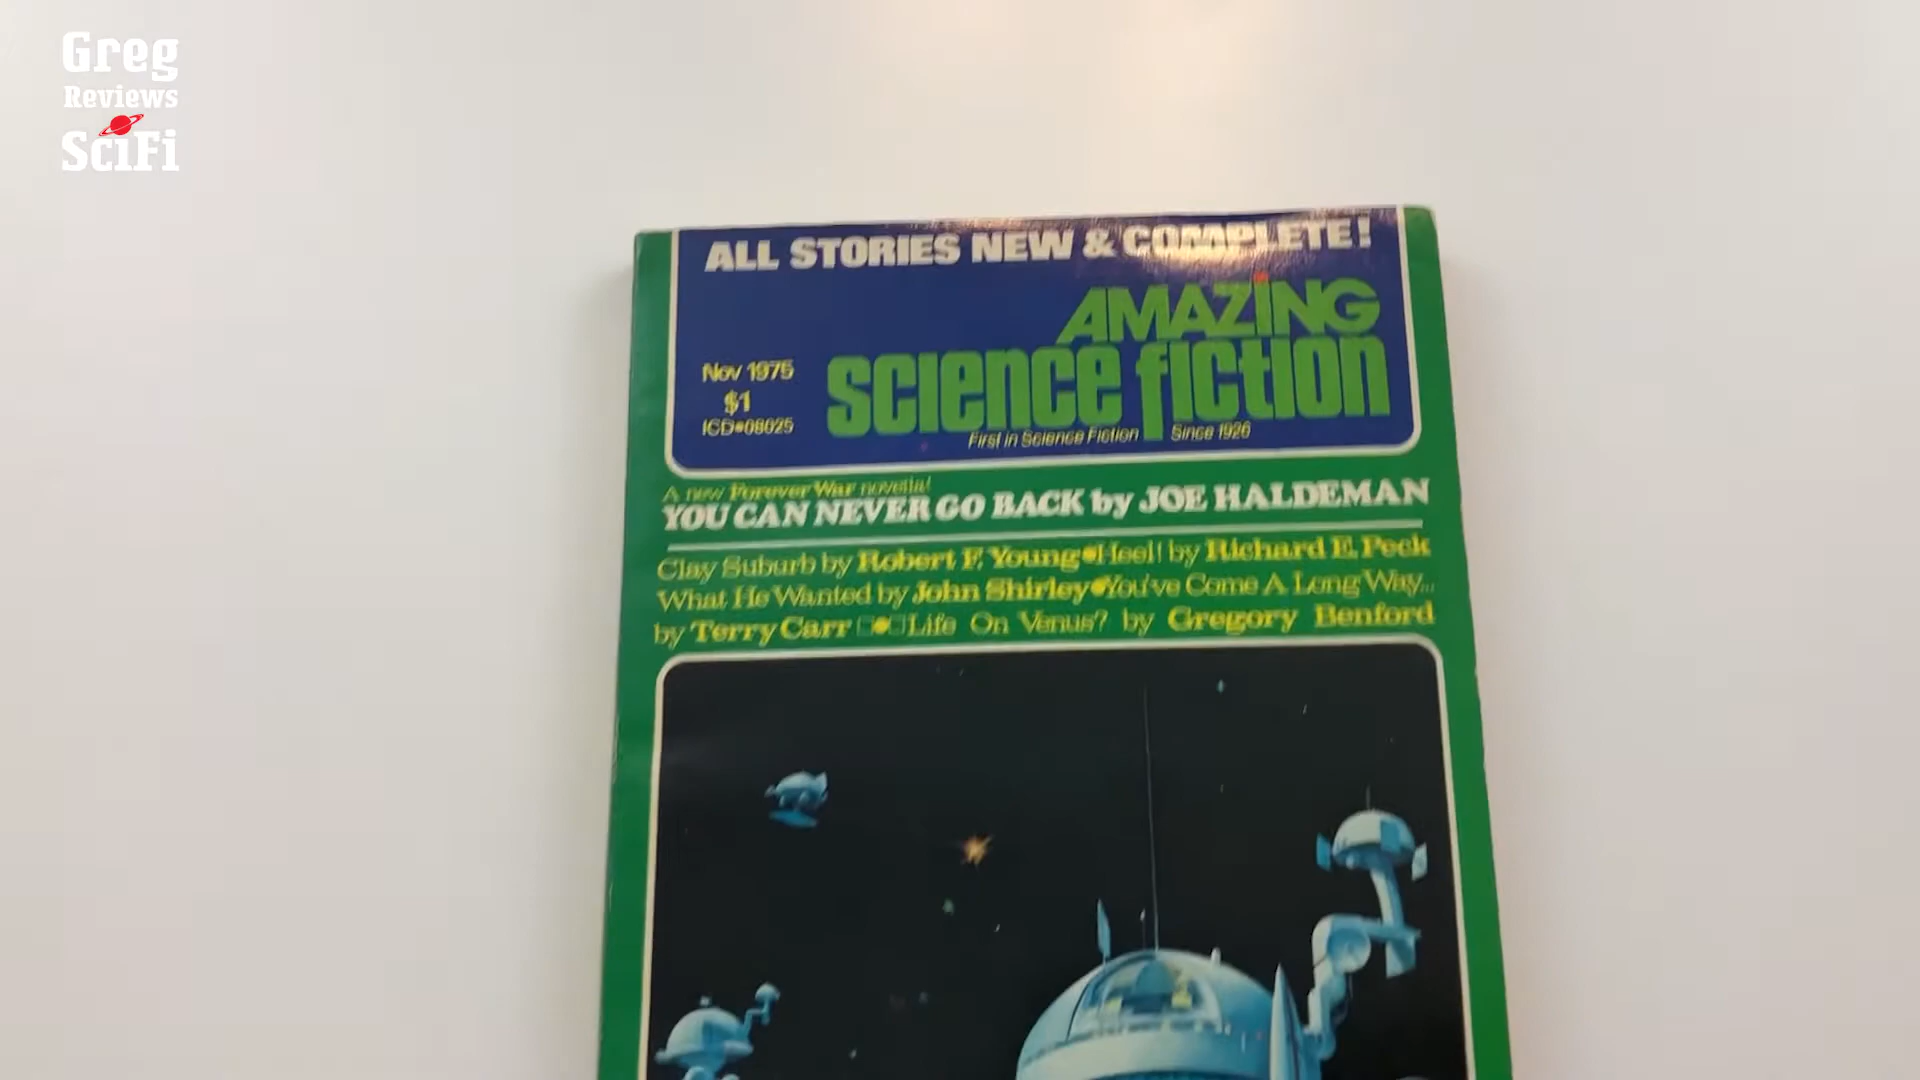 Greg
Reviews
SciFi
ALL STORIES NEW & COMPLETE!
AMAZING
science fiction
Nov 1975
$1
ICD•08025
First in Science Fiction Since 1926
A new Forever War novella!
YOU CAN NEVER GO BACK by JOE HALDEMAN
Clay Suburb by Robert F. Young•Heel! by Richard E. Peck
What He Wanted by John Shirley•You've Come A Long Way...
by Terry Carr □•□Life On Venus? by Gregory Benford